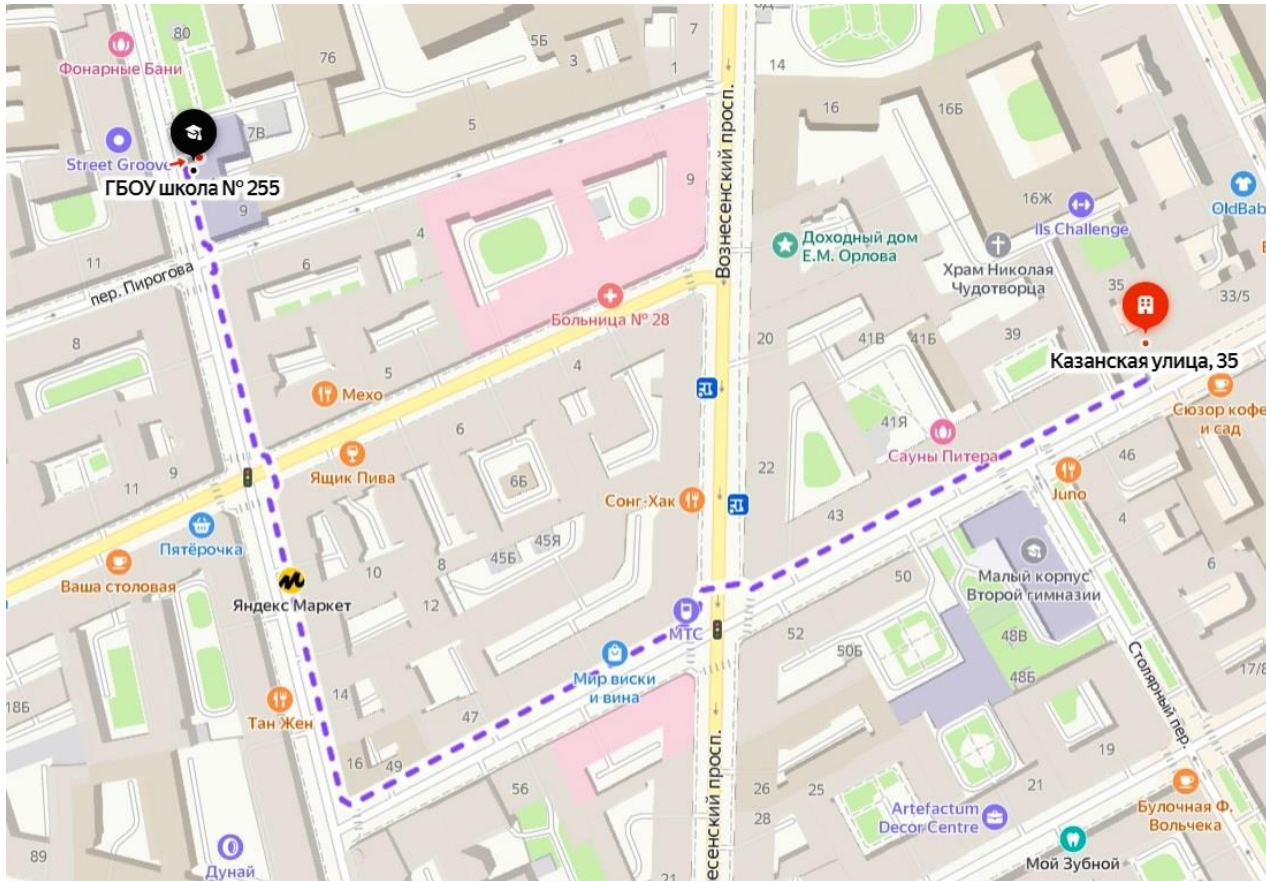 80
Фонарные Бани
76
5Б
3
7
1
14
16
16Б
Вознесенский просп.
7В
5
Street Groove
ГБОУ школа № 255
9
9
16Ж
Ils Challenge
OldBab
4
Доходный дом
Е.М. Орлова
Храм Николая
Чудотворца
11
6
пер. Пирогова
35
33/5
Больница № 28
20
41В
41Б
39
8
Казанская улица, 35
5
4
Мехо
Сюзор кофе
и сад
41Я
Сауны Питера
6
46
9
11
Ящик Пива
6Б
22
Juno
Сонг-Хак
43
4
Пятёрочка
45Б
45Я
Ваша столовая
10
8
50
Малый корпус
Второй гимназии
6
Яндекс Маркет
12
МТС
52
50Б
48В
48Б
Столярный пер.
17/8
Мир виски
и вина
14
18Б
Тан Жен
47
16
49
19
56
26
25
21
Булочная Ф.
Вольчека
Artefactum
Decor Centre
28
есенский просп.
89
Дунай
21
Мой Зубной